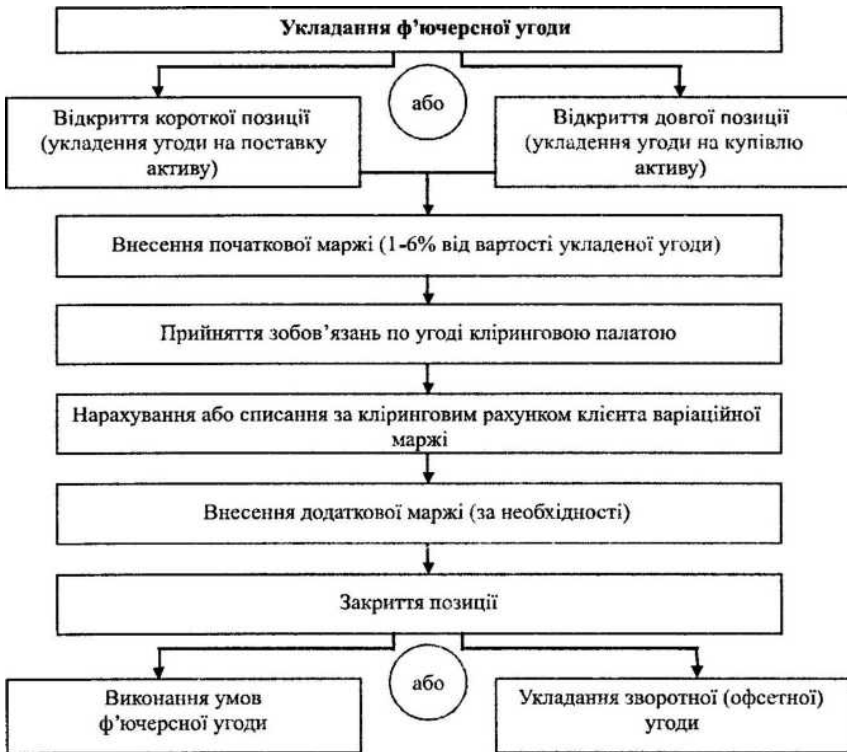 Укладання ф’ючерсної угоди
або
Відкриття короткої позиції
(укладення угоди на поставку
активу)
Відкриття довгої позиції
(укладення угоди на купівлю
активу)
Внесення початкової маржі (1-6% від вартості укладеної угоди)
Прийняття зобов’язань по угоді кліринговою палатою
Нарахування або списання за кліринговим рахунком клієнта варіаційної
маржі
Внесення додаткової маржі (за необхідності)
Закриття позиції
або
Виконання умов
ф’ючерсної угоди
Укладання зворотної (офсетної)
угоди